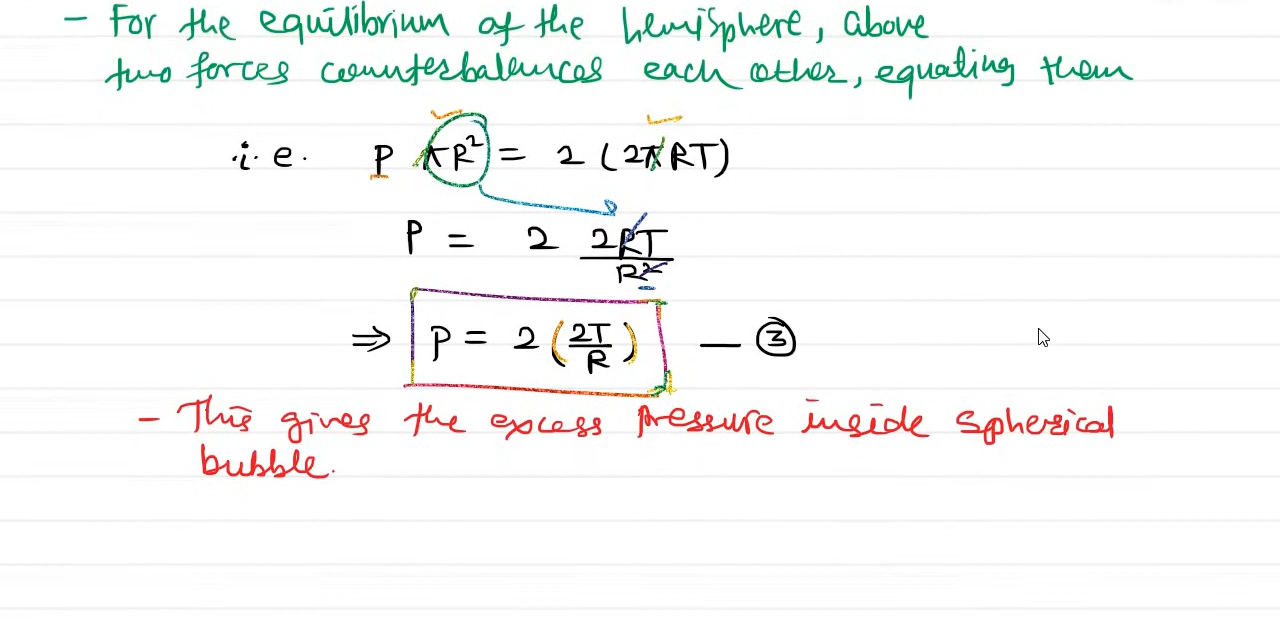 - For the equilibrium of the hemisphere, above
two forces counterbalances each other, equating them
i.e. P πR² = 2 (2πRT)
P = 2 2RT/R²
⇒ P = 2 (2T/R) — ③
- This gives the excess pressure inside spherical
bubble.